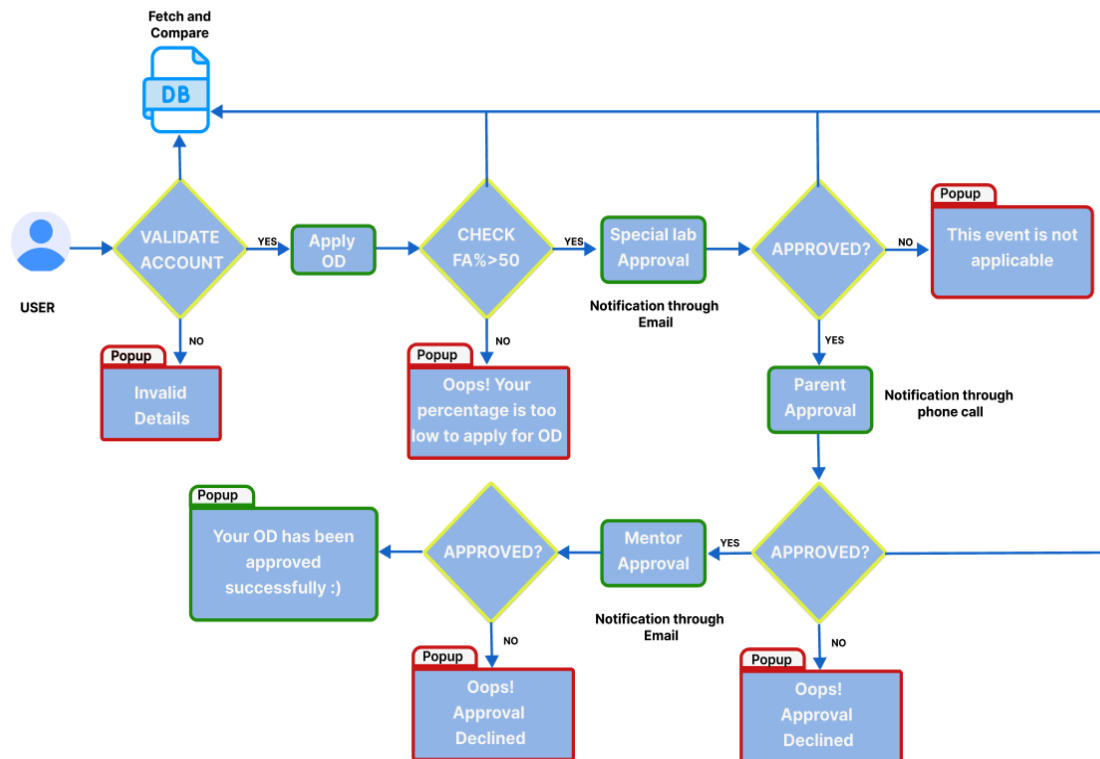 Fetch and
Compare
DB
USER
VALIDATE
ACCOUNT
YES
NO
Popup
Invalid
Details
Apply
OD
CHECK
FA%>50
YES
NO
Popup
Oops! Your
percentage is too
low to apply for OD
Special lab
Approval
Notification through
Email
APPROVED?
NO
Popup
This event is not
applicable
YES
Parent
Approval
Notification through
phone call
APPROVED?
YES
NO
Popup
Oops!
Approval
Declined
Mentor
Approval
Notification through
Email
APPROVED?
NO
Popup
Oops!
Approval
Declined
Popup
Your OD has been
approved
successfully :)